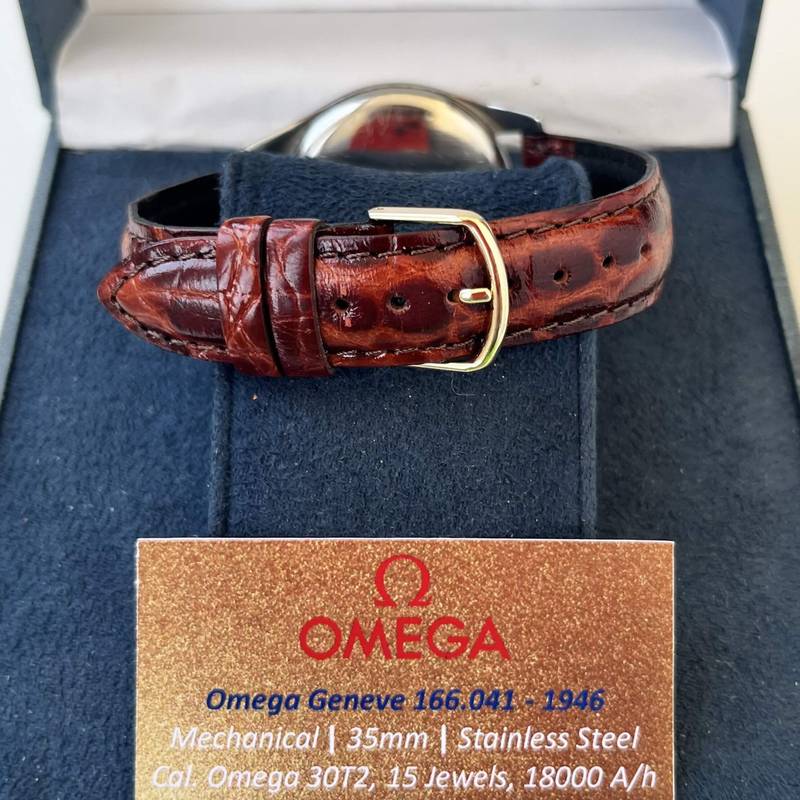 Ω
OMEGA
Omega Geneve 166.041 - 1946
Mechanical | 35mm | Stainless Steel
Cal. Omega 30T2, 15 Jewels, 18000 A/h